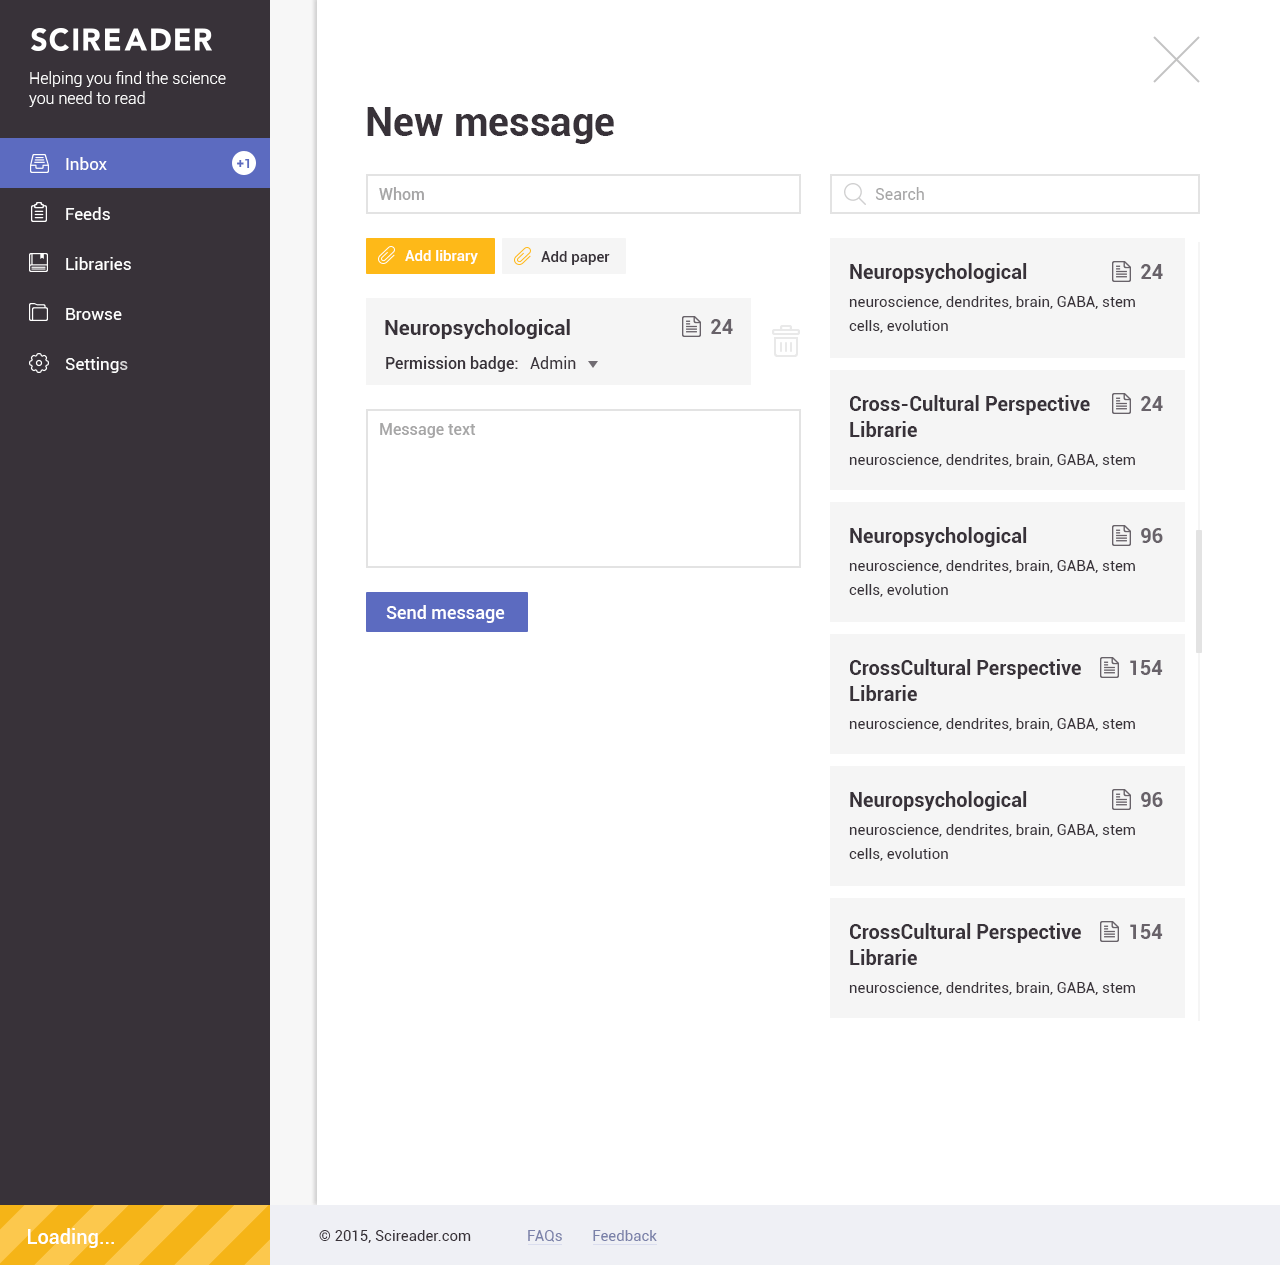 SCIREADER
Helping you find the science
you need to read
Inbox
+1
Feeds
Libraries
Browse
Settings
Loading...
New message
Whom
Add library
Add paper
Neuropsychological
24
Permission badge: Admin
Message text
Send message
Search
Neuropsychological
24
neuroscience, dendrites, brain, GABA, stem
cells, evolution
Cross-Cultural Perspective
24
Librarie
neuroscience, dendrites, brain, GABA, stem
Neuropsychological
96
neuroscience, dendrites, brain, GABA, stem
cells, evolution
CrossCultural Perspective
154
Librarie
neuroscience, dendrites, brain, GABA, stem
Neuropsychological
96
neuroscience, dendrites, brain, GABA, stem
cells, evolution
CrossCultural Perspective
154
Librarie
neuroscience, dendrites, brain, GABA, stem
© 2015, Scireader.com
FAQs
Feedback